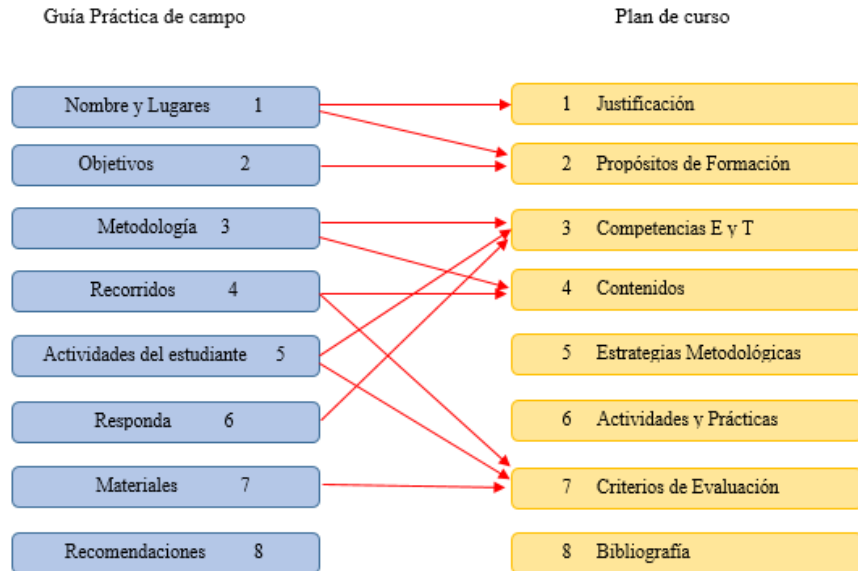 Guía Práctica de campo
Plan de curso
Nombre y Lugares 1
1 Justificación
Objetivos 2
2 Propósitos de Formación
Metodología 3
3 Competencias E y T
Recorridos 4
4 Contenidos
Actividades del estudiante 5
5 Estrategias Metodológicas
Responda 6
6 Actividades y Prácticas
Materiales 7
7 Criterios de Evaluación
Recomendaciones 8
8 Bibliografía